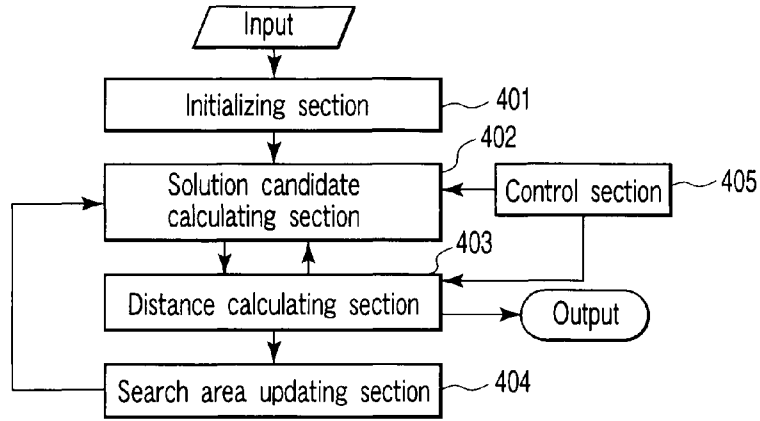 Input
Initializing section
401
402
Solution candidate
calculating section
Control section
405
403
Distance calculating section
Output
Search area updating section
404